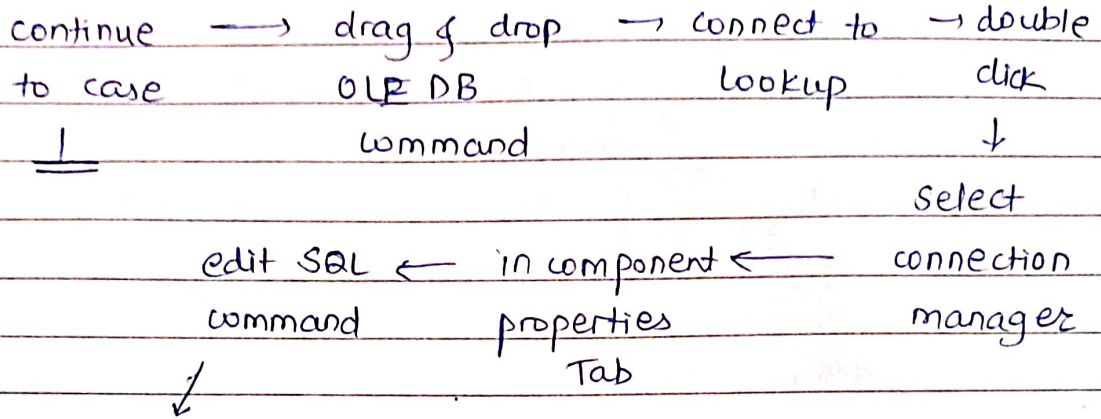 continue → drag & drop → connect to → double
to case OLE DB lookup click
1 command ↓
select
edit SQL ← in component ← connection
command properties manager
↓ Tab